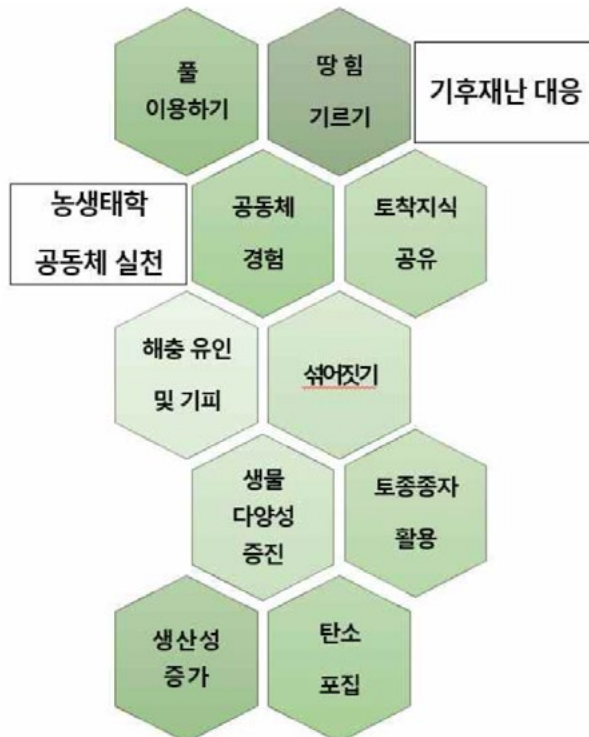 풀
이용하기
땅 힘
기르기
기후재난 대응
농생태학
공동체 실천
공동체
경험
토착지식
공유
해충 유인
및 기피
섞어짓기
생물
다양성
증진
토종종자
활용
생산성
증가
탄소
포집